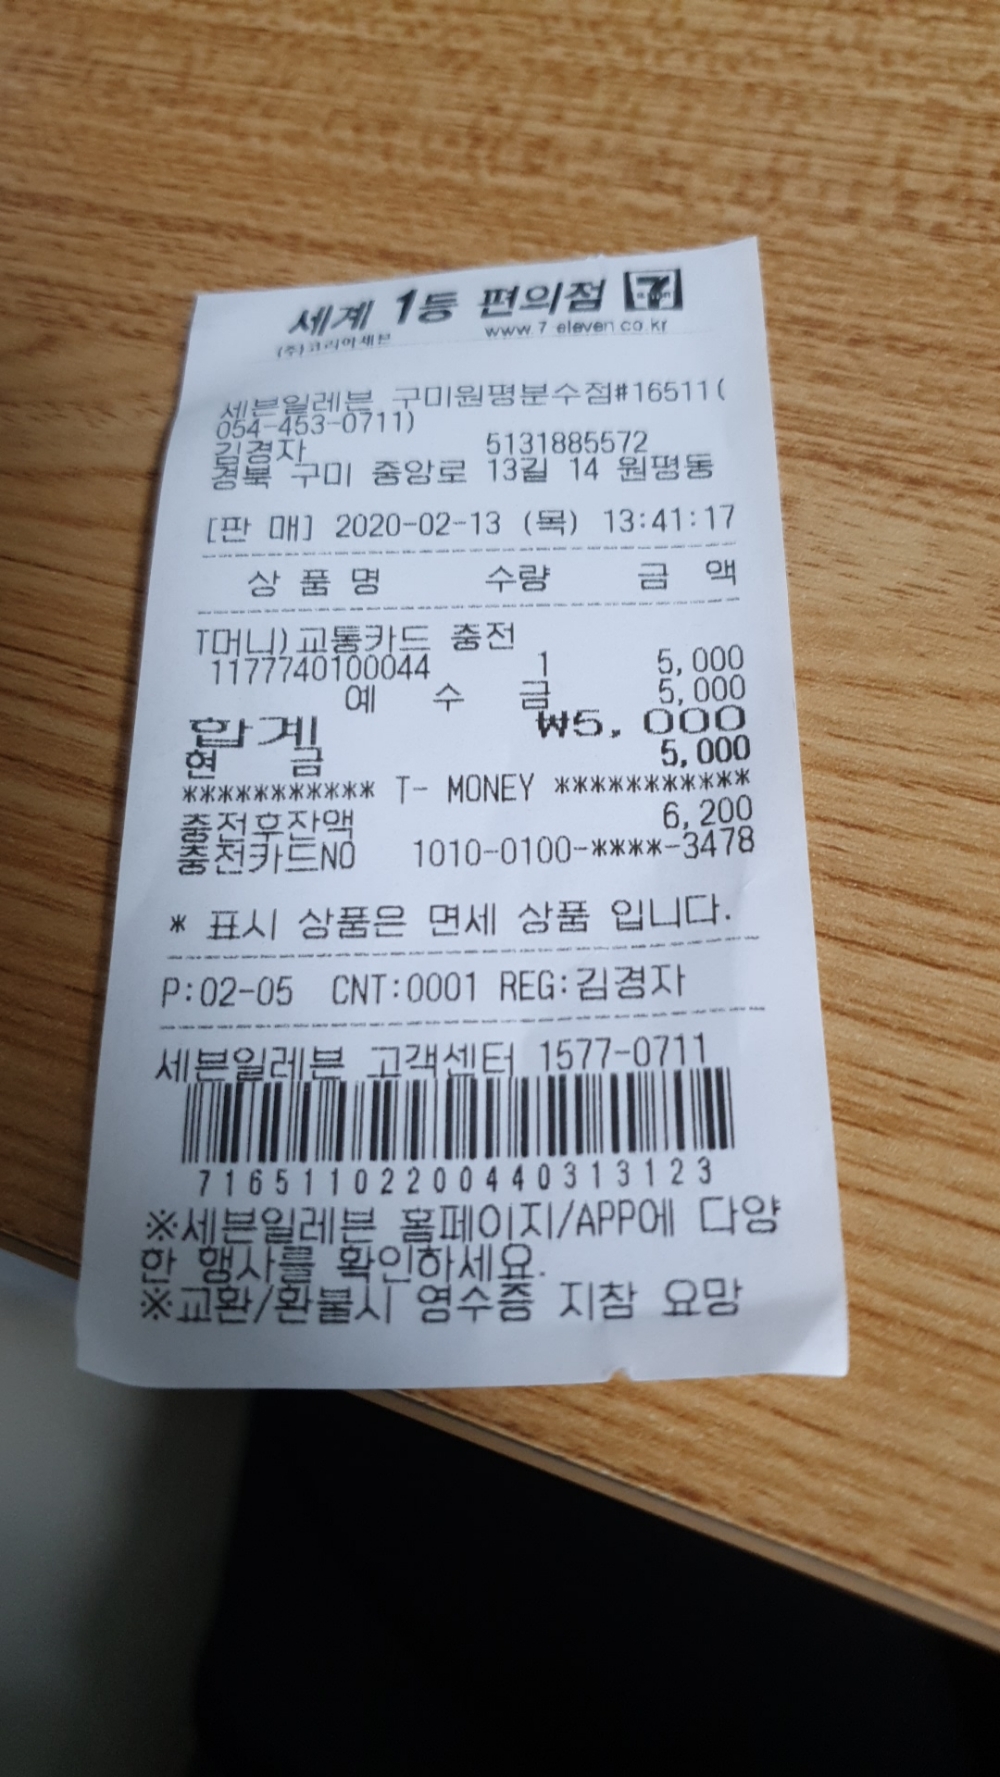 세계 1등 편의점 7
(주)코리아세븐 www.7-eleven.co.kr
세븐일레븐 구미원평분수점#16511(
054-453-0711)
김경자 5131885572
경북 구미 중앙로 13길 14 원평동
[판 매] 2020-02-13 (목) 13:41:17
상 품 명 수량 금 액
T머니)교통카드 충전
1177740100044 1 5,000
예 수 금 5,000
합계 ₩5,000
현 금 5,000
*********** T- MONEY ***********
충전후잔액 6,200
충전카드NO 1010-0100-****-3478
* 표시 상품은 면세 상품 입니다.
P:02-05 CNT:0001 REG:김경자
세븐일레븐 고객센터 1577-0711
71651102200440313123
※세븐일레븐 홈페이지/APP에 다양
한 행사를 확인하세요.
※교환/환불시 영수증 지참 요망